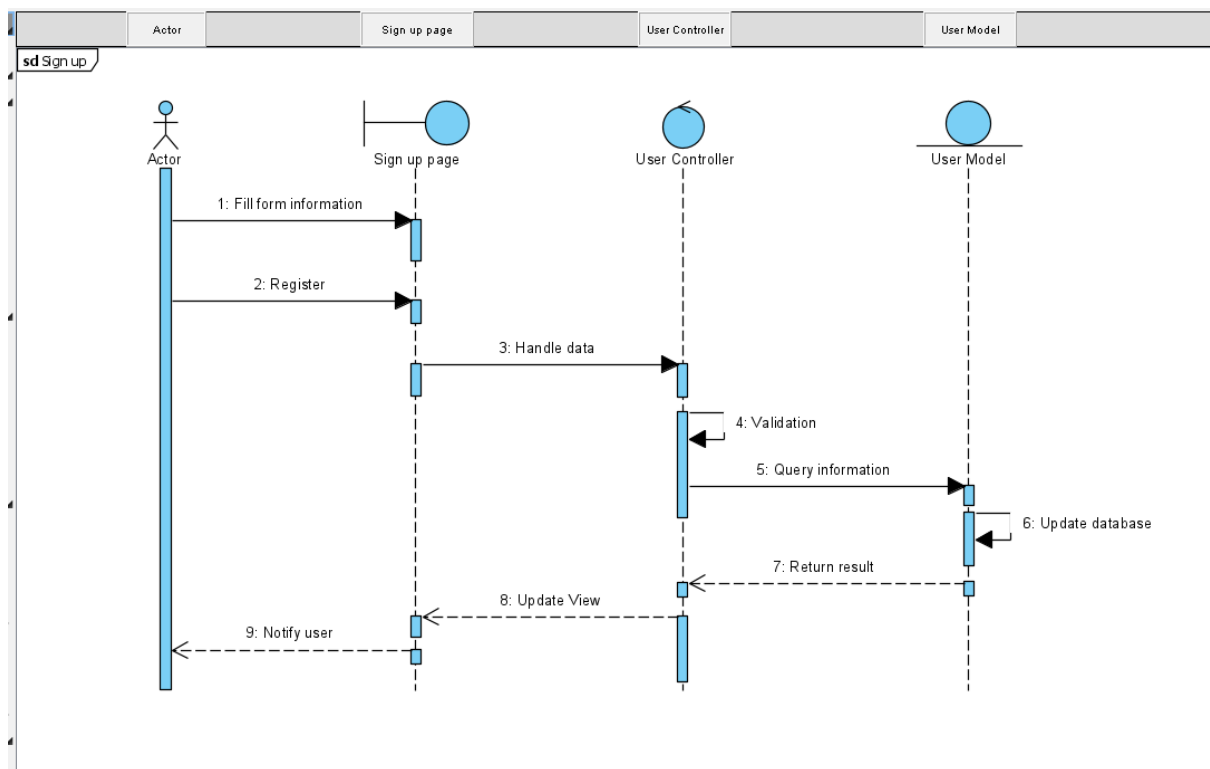 Actor
Sign up page
User Controller
User Model
sd Sign up
Actor
Sign up page
User Controller
User Model
1: Fill form information
2: Register
3: Handle data
4: Validation
5: Query information
6: Update database
7: Return result
8: Update View
9: Notify user